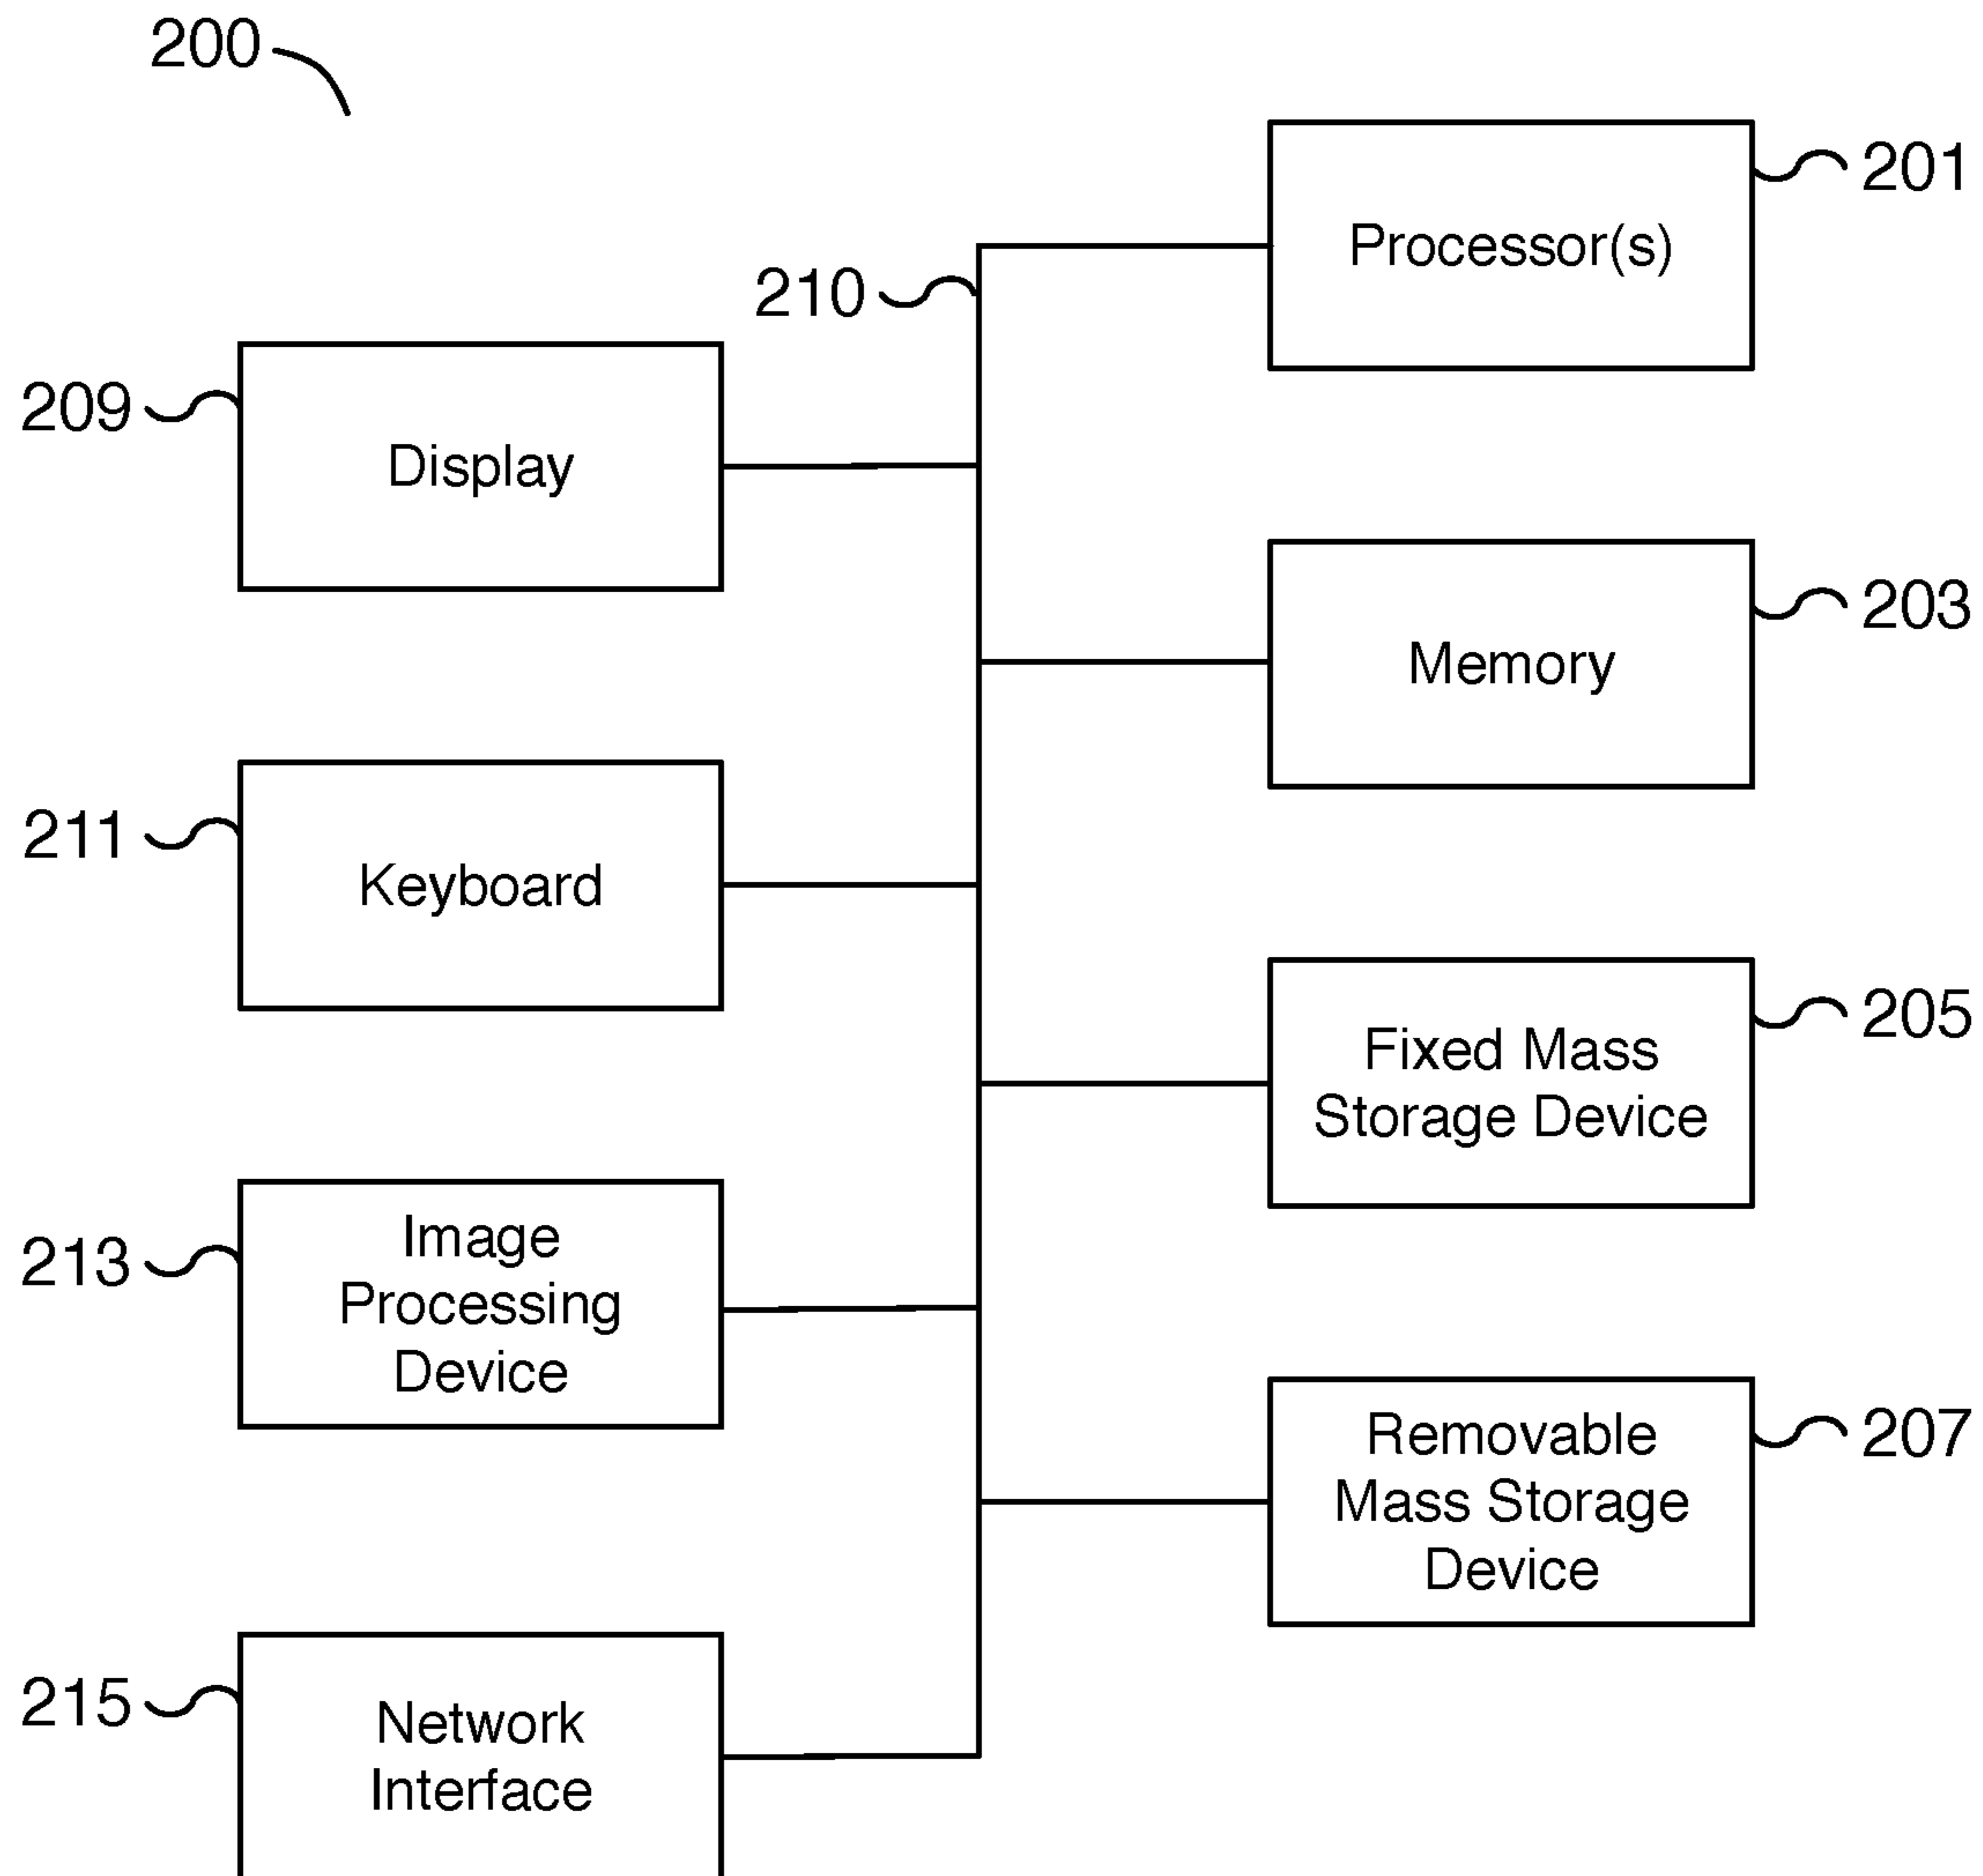 200
201
Processor(s)
210
209
Display
203
Memory
211
Keyboard
205
Fixed Mass
Storage Device
213
Image
Processing
Device
207
Removable
Mass Storage
Device
215
Network
Interface